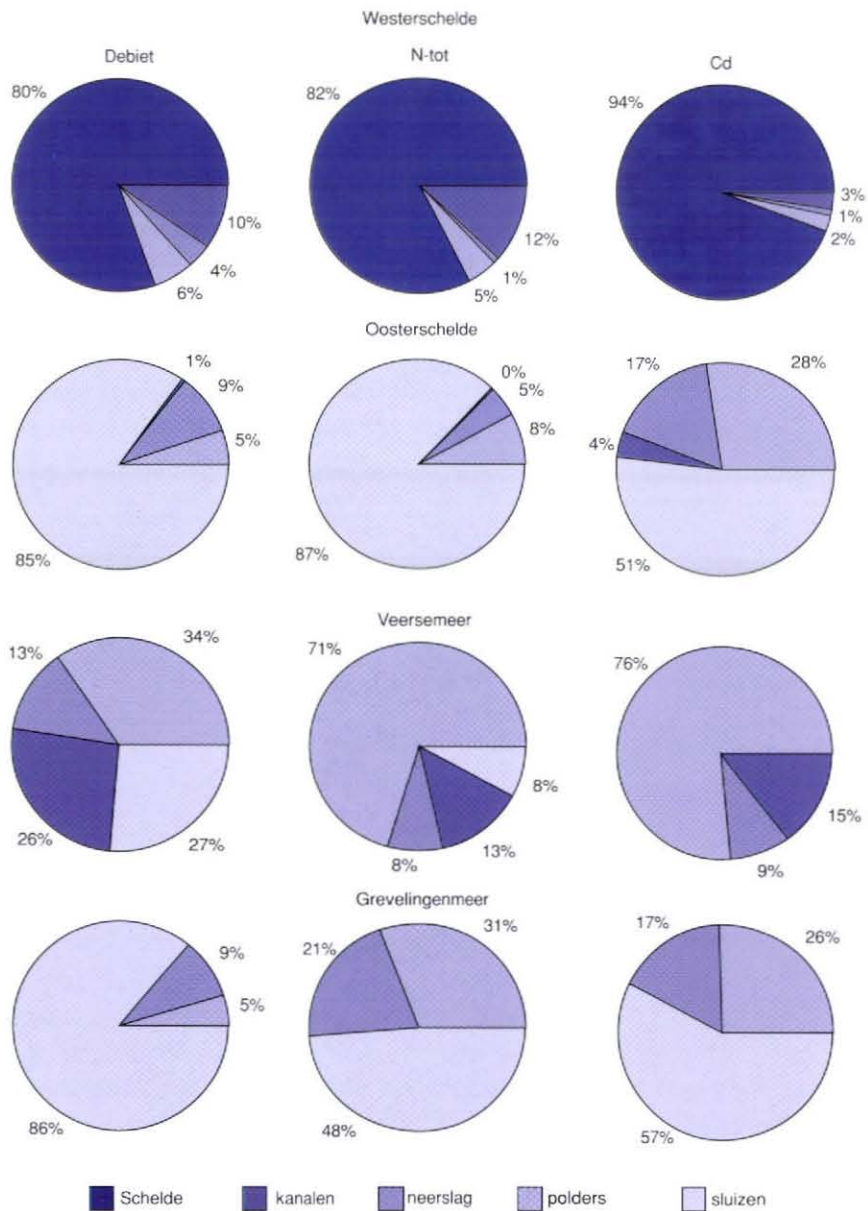 Westerschelde
Debiet N-tot Cd
80% 82% 94%
10% 12% 3%
4% 1% 1%
6% 5% 2%
Oosterschelde
1% 0% 17% 28%
9% 5%
5% 8% 4%
85% 87% 51%
Veersemeer
13% 34% 71% 76%
26% 27% 8% 13% 8% 9% 15%
Grevelingenmeer
9% 21% 31% 17% 26%
5%
86% 48% 57%
Schelde kanalen neerslag polders sluizen